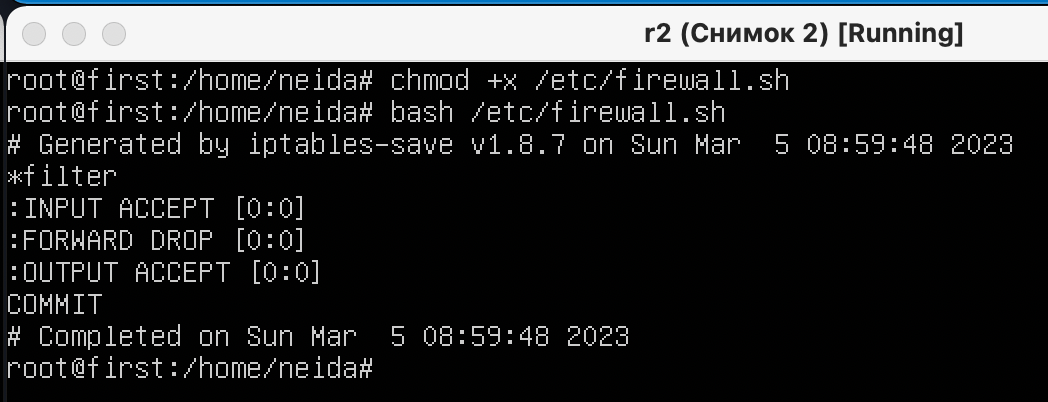 r2 (Снимок 2) [Running]
root@first:/home/neida# chmod +x /etc/firewall.sh
root@first:/home/neida# bash /etc/firewall.sh
# Generated by iptables-save v1.8.7 on Sun Mar  5 08:59:48 2023
*filter
:INPUT ACCEPT [0:0]
:FORWARD DROP [0:0]
:OUTPUT ACCEPT [0:0]
COMMIT
# Completed on Sun Mar  5 08:59:48 2023
root@first:/home/neida#